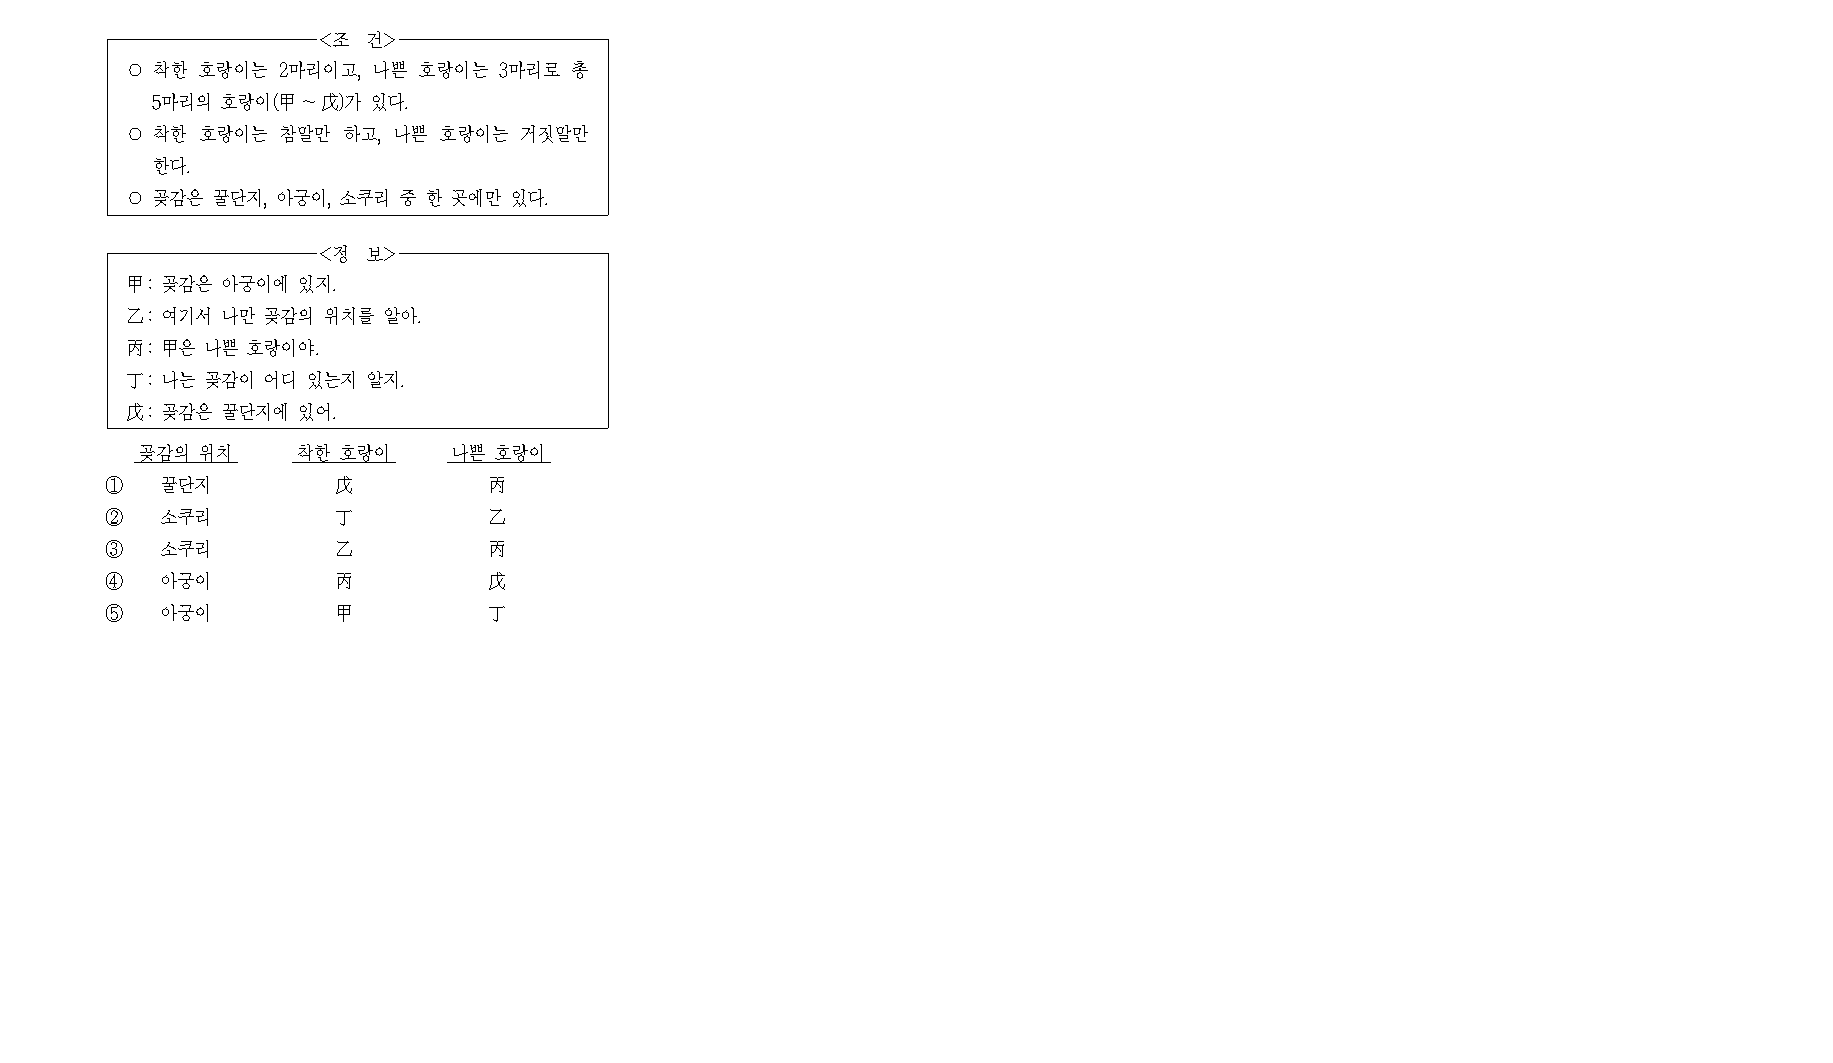 <조 건>
○ 착한 호랑이는 2마리이고, 나쁜 호랑이는 3마리로 총
5마리의 호랑이(甲～戊)가 있다.
○ 착한 호랑이는 참말만 하고, 나쁜 호랑이는 거짓말만
한다.
○ 곶감은 꿀단지, 아궁이, 소쿠리 중 한 곳에만 있다.
<정 보>
甲: 곶감은 아궁이에 있지.
乙: 여기서 나만 곶감의 위치를 알아.
丙: 甲은 나쁜 호랑이야.
丁: 나는 곶감이 어디 있는지 알지.
戊: 곶감은 꿀단지에 있어.
곶감의 위치 착한 호랑이 나쁜 호랑이
① 꿀단지 戊 丙
② 소쿠리 丁 乙
③ 소쿠리 乙 丙
④ 아궁이 丙 戊
⑤ 아궁이 甲 丁